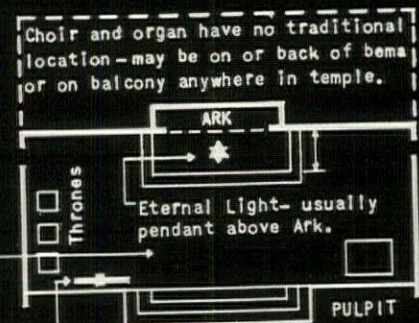 Choir and organ have no traditional
location-may be on or back of bema
or on balcony anywhere in temple.
ARK
Thrones
Eternal Light- usually
pendant above Ark.
PULPIT